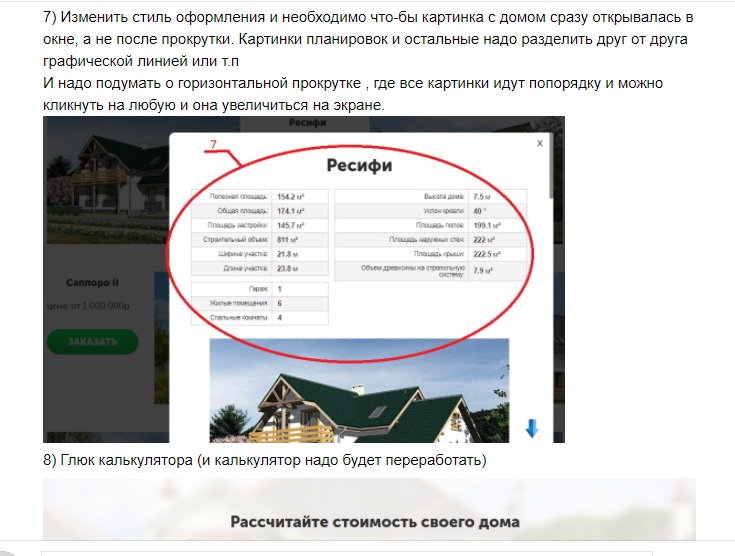 7) Изменить стиль оформления и необходимо что-бы картинка с домом сразу открывалась в
окне, а не после прокрутки. Картинки планировок и остальные надо разделить друг от друга
графической линией или т.п
И надо подумать о горизонтальной прокрутке , где все картинки идут попорядку и можно
кликнуть на любую и она увеличиться на экране.
Ресифи
7
x
Ресифи
Полезная площадь: 154.2 м²
Общая площадь: 174.1 м²
Площадь застройки: 145.7 м²
Строительный объем: 811 м³
Ширина участка: 21.8 м
Длина участка: 23.8 м
Гараж: 1
Жилые помещения: 6
Спальные комнаты: 4
Высота дома: 7.5 м
Уклон кровли: 40 °
Площадь полов: 199.1 м²
Площадь наружных стен: 222 м²
Площадь крыши: 222.5 м²
Объем древесины на стропильную
систему: 7.9 м³
Саппоро II
цена: от 1 000 000р
ЗАКАЗАТЬ
8) Глюк калькулятора (и калькулятор надо будет переработать)
Рассчитайте стоимость своего дома